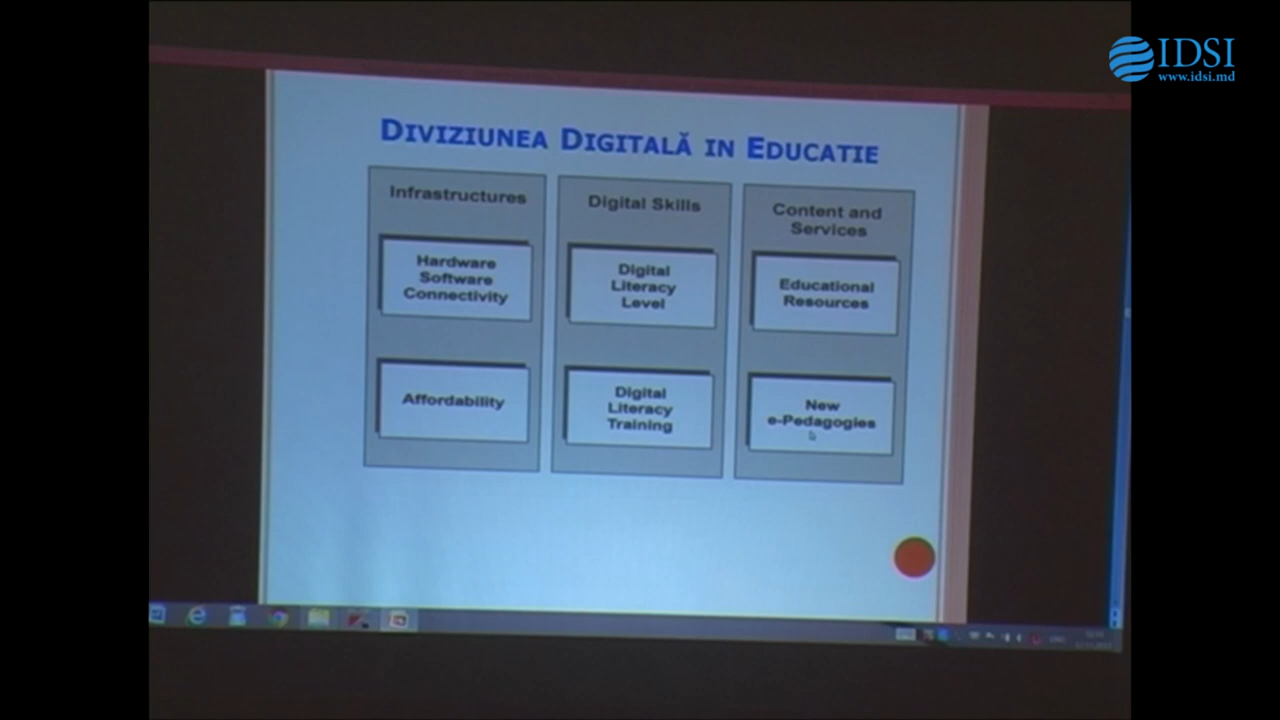 IDSI
www.idsi.md
DIVIZIUNEA DIGITALĂ IN EDUCATIE
Infrastructures
Hardware
Software
Connectivity
Affordability
Digital Skills
Digital
Literacy
Level
Digital
Literacy
Training
Content and
Services
Educational
Resources
New
e-Pedagogies